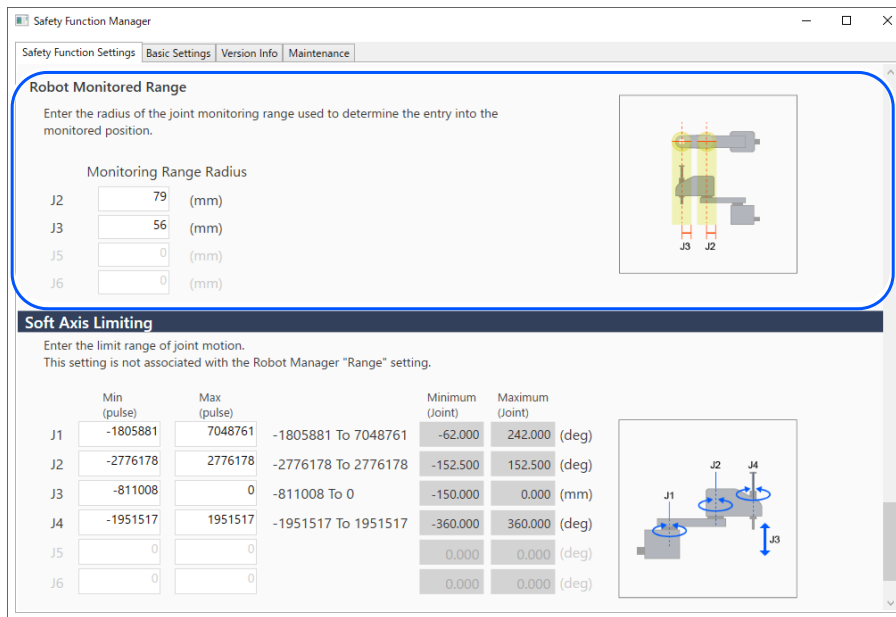 Safety Function Manager
Safety Function Settings Basic Settings Version Info Maintenance
Robot Monitored Range
Enter the radius of the joint monitoring range used to determine the entry into the
monitored position.
Monitoring Range Radius
J2 79 (mm)
J3 56 (mm)
J5 0 (mm)
J6 0 (mm)
J3 J2
Soft Axis Limiting
Enter the limit range of joint motion.
This setting is not associated with the Robot Manager "Range" setting.
Min Max Minimum Maximum
(pulse) (pulse) (Joint) (Joint)
J1 -1805881 7048761 -1805881 To 7048761 -62.000 242.000 (deg)
J2 -2776178 2776178 -2776178 To 2776178 -152.500 152.500 (deg)
J3 -811008 0 -811008 To 0 -150.000 0.000 (mm)
J4 -1951517 1951517 -1951517 To 1951517 -360.000 360.000 (deg)
J5 0 0 0.000 0.000 (deg)
J6 0 0 0.000 0.000 (deg)
J2 J4
J1
J3